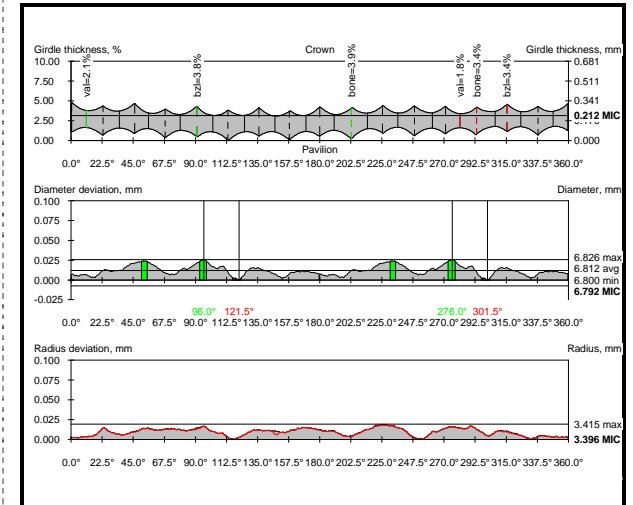 Girdle thickness, % Crown Girdle thickness, mm
val=2.1% bzl=3.8% bone=3.9% val=1.8% bone=3.4% bzl=3.4%
10.00 0.681
7.50 0.511
5.00 0.341
0.212 MIC
2.50
0.00 0.000
Pavilion
0.0° 22.5° 45.0° 67.5° 90.0° 112.5° 135.0° 157.5° 180.0° 202.5° 225.0° 247.5° 270.0° 292.5° 315.0° 337.5° 360.0°
Diameter deviation, mm Diameter, mm
0.100
0.075
0.050
0.025 6.826 max
6.812 avg
0.000 6.800 min
6.792 MIC
-0.025
96.0° 121.5° 276.0° 301.5°
0.0° 22.5° 45.0° 67.5° 90.0° 112.5° 135.0° 157.5° 180.0° 202.5° 225.0° 247.5° 270.0° 292.5° 315.0° 337.5° 360.0°
Radius deviation, mm Radius, mm
0.100
0.075
0.050
0.025 3.415 max
0.000 3.396 MIC
0.0° 22.5° 45.0° 67.5° 90.0° 112.5° 135.0° 157.5° 180.0° 202.5° 225.0° 247.5° 270.0° 292.5° 315.0° 337.5° 360.0°